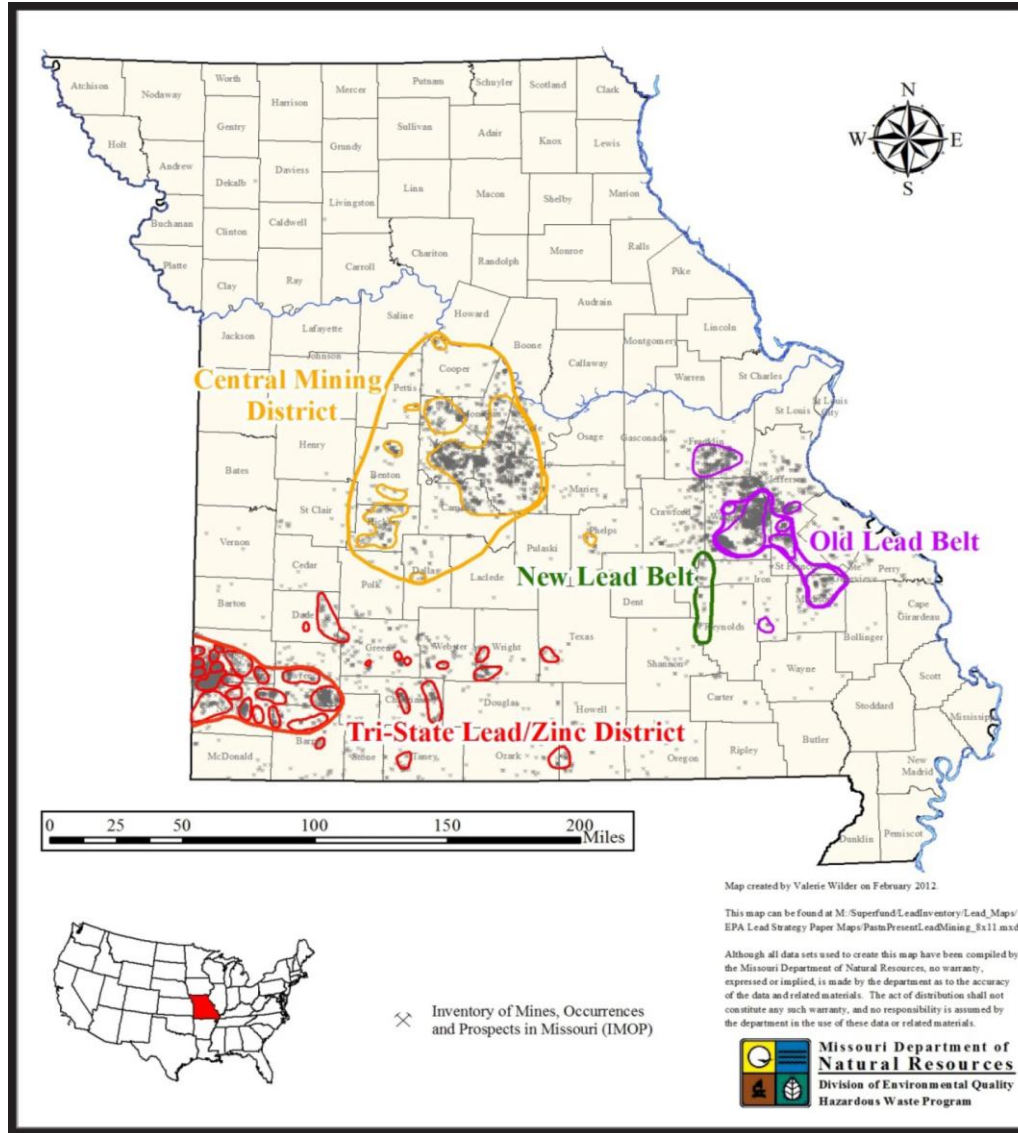 N
W E
S
Atchison
Nodaway
Worth
Harrison
Mercer
Putnam
Schuyler
Scotland
Clark
Gentry
Sullivan
Adair
Knox
Lewis
Holt
Andrew
Dekalb
Daviess
Grundy
Livingston
Linn
Macon
Shelby
Marion
Buchanan
Clinton
Caldwell
Chariton
Randolph
Monroe
Ralls
Pike
Platte
Clay
Ray
Carroll
Audrain
Jackson
Lafayette
Saline
Howard
Boone
Callaway
Montgomery
Lincoln
Johnson
Pettis
Cooper
Warren
St Charles
Central Mining
District
St Louis
St Louis
City
Henry
Cole
Osage
Gasconade
Franklin
Bates
Benton
Jefferson
St Clair
Maries
Crawford
Vernon
Phelps
Pulaski
Old Lead Belt
Cedar
Polk
Dallas
Laclede
New Lead Belt
Iron
Perry
Barton
Dent
Dade
Reynolds
Cape
Girardeau
Bollinger
Webster
Wright
Texas
Shannon
Wayne
Scott
Carter
Stoddard
Mississippi
Douglas
Howell
Tri-State Lead/Zinc District
McDonald
Stone
Taney
Ozark
Oregon
Ripley
Butler
New
Madrid
Dunklin
Pemiscot
0 25 50 100 150 200
Miles
Map created by Valerie Wilder on February 2012.
This map can be found at M:/Superfund/LeadInventory/Lead_Maps/
EPA Lead Strategy Paper Maps/PastnPresentLeadMining_8x11.mxd
Although all data sets used to create this map have been compiled by
the Missouri Department of Natural Resources, no warranty,
expressed or implied, is made by the department as to the accuracy
of the data and related materials. The act of distribution shall not
constitute any such warranty, and no responsibility is assumed by
the department in the use of these data or related materials.
Inventory of Mines, Occurrences
and Prospects in Missouri (IMOP)
Missouri Department of
Natural Resources
Division of Environmental Quality
Hazardous Waste Program